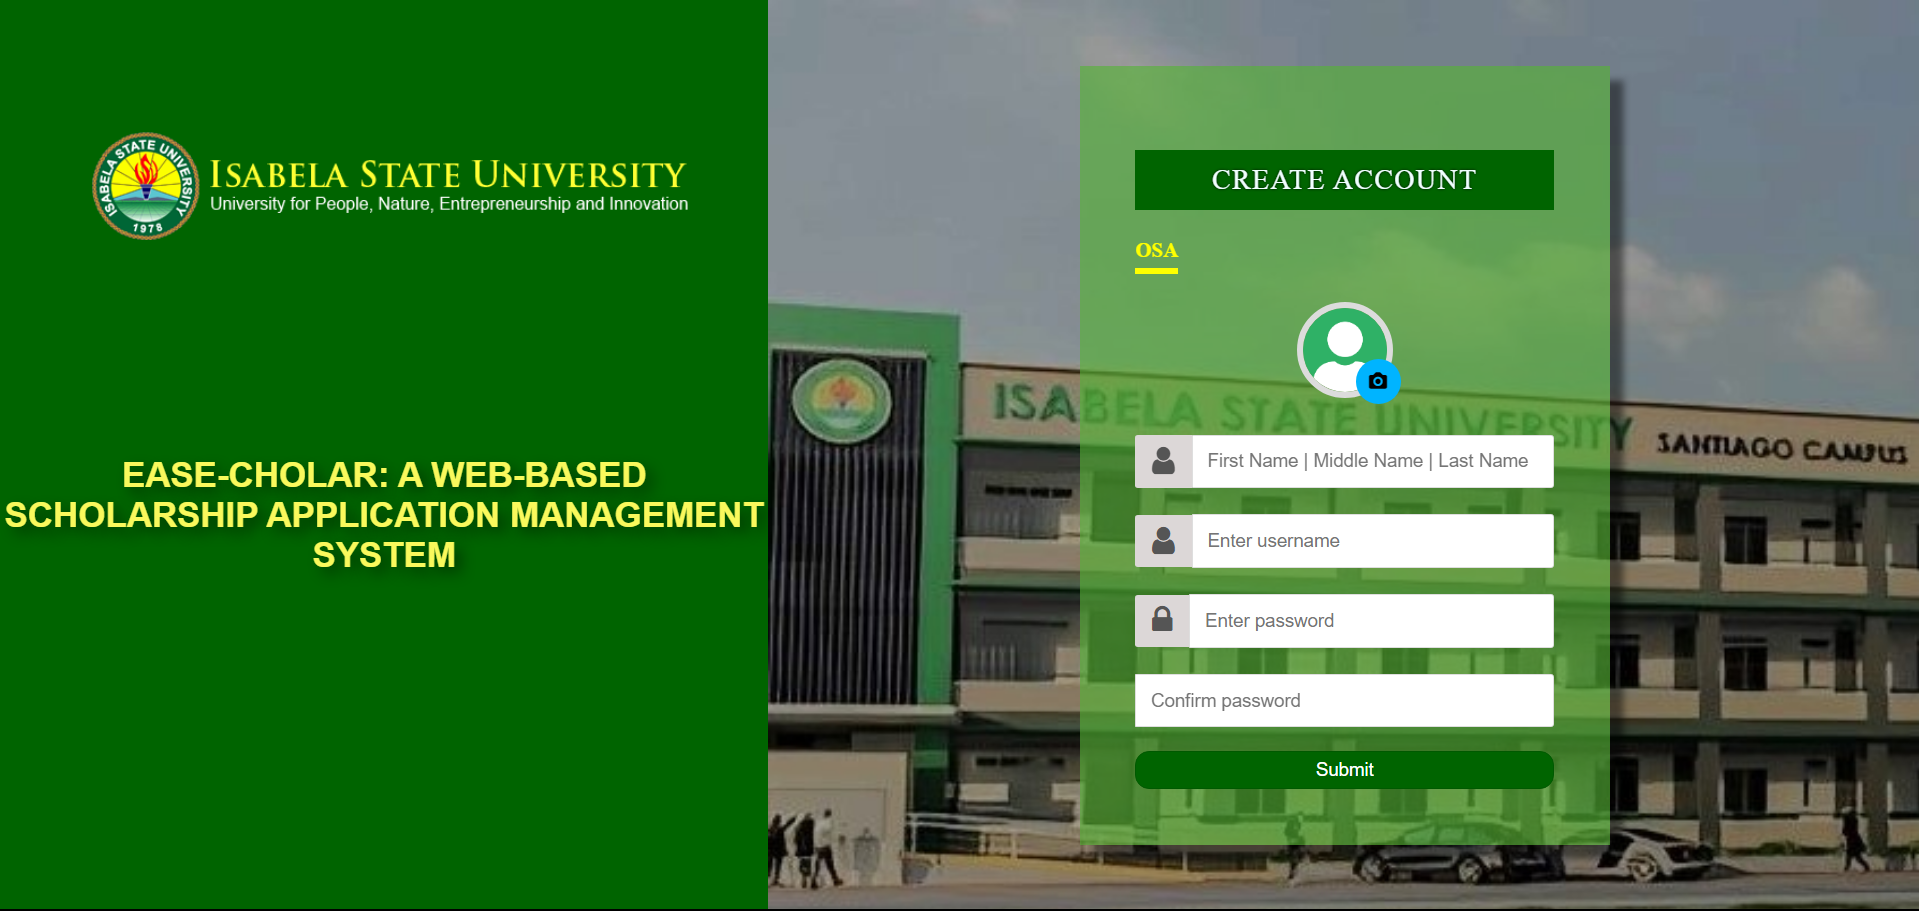 ISABELA STATE UNIVERSITY
1978
ISABELA STATE UNIVERSITY
University for People, Nature, Entrepreneurship and Innovation
EASE-CHOLAR: A WEB-BASED
SCHOLARSHIP APPLICATION MANAGEMENT
SYSTEM
ISABELA STATE UNIVERSITY
SANTIAGO CAMPUS
CREATE ACCOUNT
OSA
First Name | Middle Name | Last Name
Enter username
Enter password
Confirm password
Submit